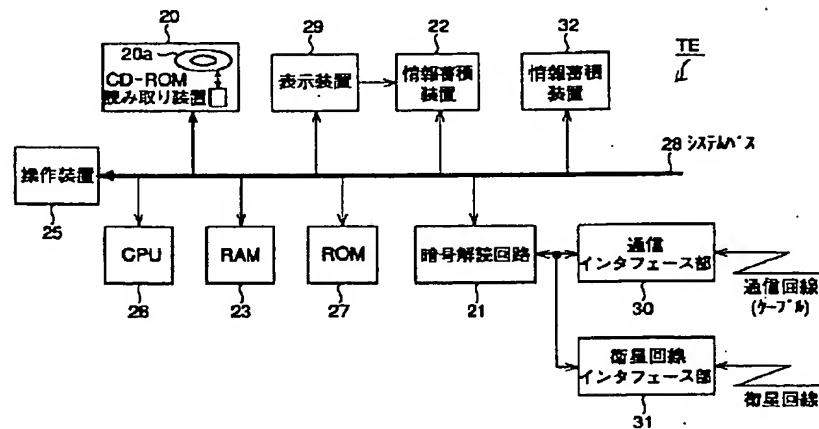 20
29
22
32
TE
20a
CD-ROM
読み取り装置
表示装置
情報蓄積
装置
情報蓄積
装置
28 システムバス
操作装置
25
CPU
RAM
ROM
暗号解読回路
通信
インタフェース部
26
23
27
21
30
通信回線
(ケーブル)
衛星回線
インタフェース部
31
衛星回線